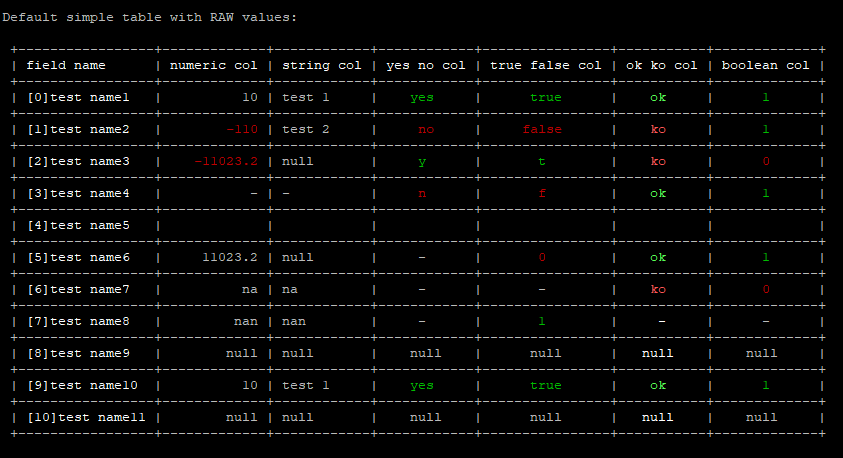 Default simple table with RAW values:
+-----------------+-------------+------------+------------+---------------+-----------+-------------+
| field name      | numeric col | string col | yes no col | true false col | ok ko col | boolean col |
+-----------------+-------------+------------+------------+---------------+-----------+-------------+
| [0]test name1   |          10 | test 1     |    yes     |      true      |    ok     |      1      |
+-----------------+-------------+------------+------------+---------------+-----------+-------------+
| [1]test name2   |        -110 | test 2     |     no     |     false      |    ko     |      1      |
+-----------------+-------------+------------+------------+---------------+-----------+-------------+
| [2]test name3   |    -11023.2 | null       |     y      |       t        |    ko     |      0      |
+-----------------+-------------+------------+------------+---------------+-----------+-------------+
| [3]test name4   |           - | -          |     n      |       f        |    ok     |      1      |
+-----------------+-------------+------------+------------+---------------+-----------+-------------+
| [4]test name5   |             |            |            |                |           |             |
+-----------------+-------------+------------+------------+---------------+-----------+-------------+
| [5]test name6   |     11023.2 | null       |     -      |       0        |    ok     |      1      |
+-----------------+-------------+------------+------------+---------------+-----------+-------------+
| [6]test name7   |          na | na         |     -      |       -        |    ko     |      0      |
+-----------------+-------------+------------+------------+---------------+-----------+-------------+
| [7]test name8   |         nan | nan        |     -      |       1        |     -     |      -      |
+-----------------+-------------+------------+------------+---------------+-----------+-------------+
| [8]test name9   |        null | null       |    null    |      null      |   null    |    null     |
+-----------------+-------------+------------+------------+---------------+-----------+-------------+
| [9]test name10  |          10 | test 1     |    yes     |      true      |    ok     |      1      |
+-----------------+-------------+------------+------------+---------------+-----------+-------------+
| [10]test name11 |        null | null       |    null    |      null      |   null    |    null     |
+-----------------+-------------+------------+------------+---------------+-----------+-------------+